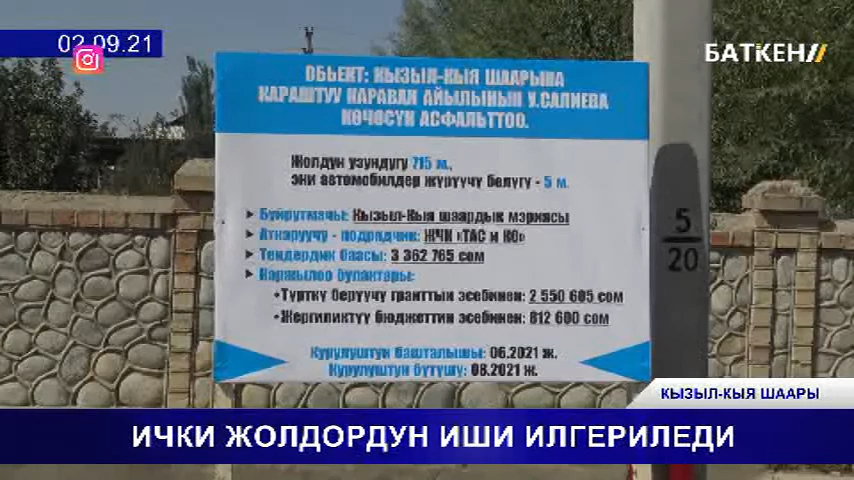 02.09.21
БАТКЕН
ОБЬЕКТ: КЫЗЫЛ-КЫЯ ШААРЫНА
КАРАШТУУ КАРАВАН АЙЫЛЫНЫН У.САЛИЕВА
КӨЧӨСҮН АСФАЛЬТТОО.
Жолдун узундугу 715 м.,
эни автомобилдер жүрүүчү бөлүгү - 5 м.
Буйрутмачы: Кызыл-Кыя шаардык мэриясы
Аткаруучу - подрядчик: ЖЧК «ТАС и КО»
Тендердик баасы: 3 362 765 сом
Каржылоо булактары:
•Түрткү берүүчү гранттын эсебинен: 2 550 605 сом
•Жергиликтүү бюджеттин эсебинен: 812 600 сом
Курулуштун башталышы: 06.2021 ж.
Курулуштун бүтүшү: 08.2021 ж.
5
20
КЫЗЫЛ-КЫЯ ШААРЫ
ИЧКИ ЖОЛДОРДУН ИШИ ИЛГЕРИЛЕДИ